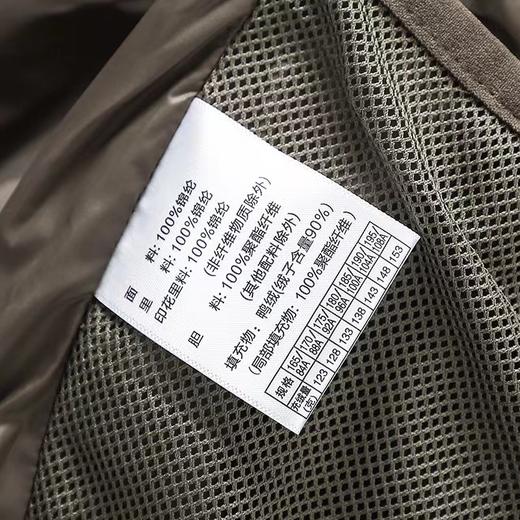 面 料: 100%锦纶
里 料: 100%锦纶
印花里料: 100%锦纶
(非纤维物质除外)
胆 料: 100%聚酯纤维
(其他配料除外)
填充物: 鸭绒(绒子含量90%)
(局部填充物: 100%聚酯纤维)
规格 165/84A 170/88A 175/92A 180/96A 185/100A 190/104A 195/108A
充绒量(克) 123 128 133 138 143 148 153